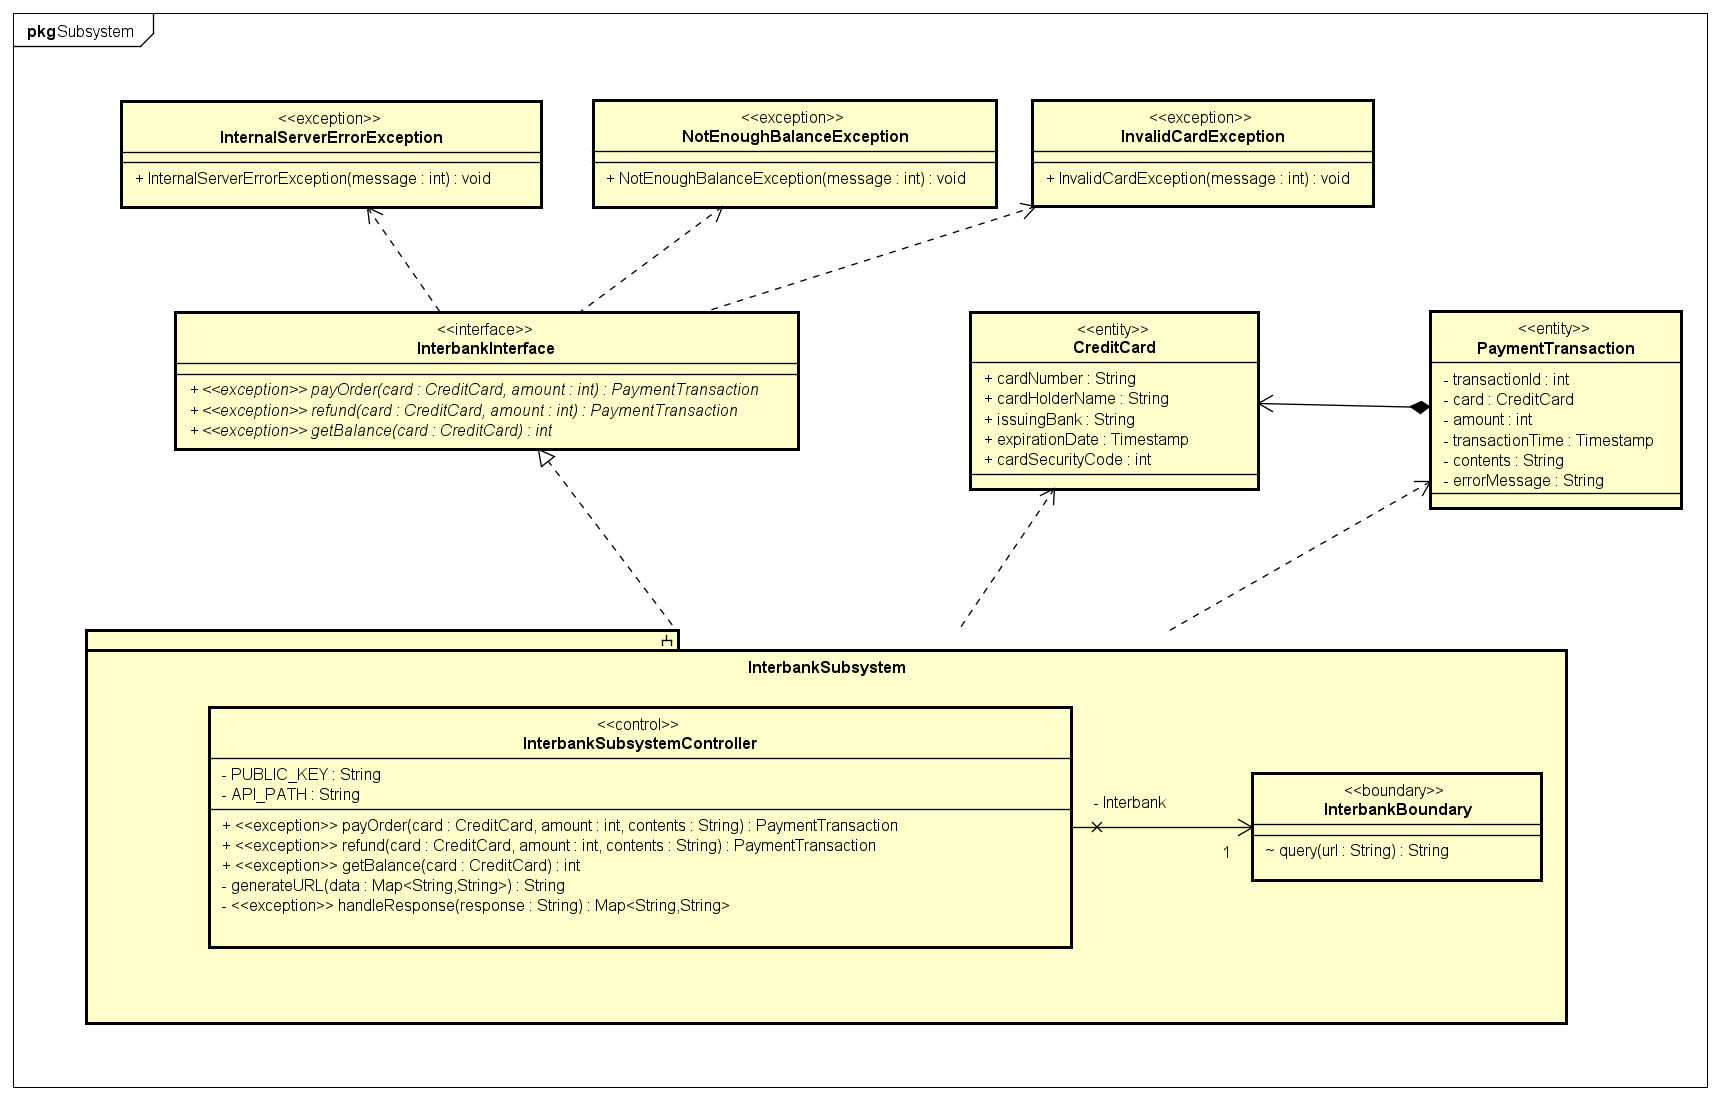 pkg Subsystem
<<exception>>
InternalServerErrorException
+ InternalServerErrorException(message : int) : void
<<exception>>
NotEnoughBalanceException
+ NotEnoughBalanceException(message : int) : void
<<exception>>
InvalidCardException
+ InvalidCardException(message : int) : void
<<interface>>
InterbankInterface
+ <<exception>> payOrder(card : CreditCard, amount : int) : PaymentTransaction
+ <<exception>> refund(card : CreditCard, amount : int) : PaymentTransaction
+ <<exception>> getBalance(card : CreditCard) : int
<<entity>>
CreditCard
+ cardNumber : String
+ cardHolderName : String
+ issuingBank : String
+ expirationDate : Timestamp
+ cardSecurityCode : int
<<entity>>
PaymentTransaction
- transactionId : int
- card : CreditCard
- amount : int
- transactionTime : Timestamp
- contents : String
- errorMessage : String
InterbankSubsystem
<<control>>
InterbankSubsystemController
- PUBLIC_KEY : String
- API_PATH : String
+ <<exception>> payOrder(card : CreditCard, amount : int, contents : String) : PaymentTransaction
+ <<exception>> refund(card : CreditCard, amount : int, contents : String) : PaymentTransaction
+ <<exception>> getBalance(card : CreditCard) : int
- generateURL(data : Map<String,String>) : String
- <<exception>> handleResponse(response : String) : Map<String,String>
- Interbank
1
<<boundary>>
InterbankBoundary
~ query(url : String) : String